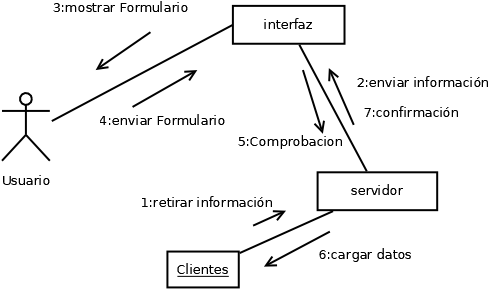 3:mostrar Formulario
interfaz
2:enviar información
7:confirmación
4:enviar Formulario
5:Comprobacion
Usuario
servidor
1:retirar información
6:cargar datos
Clientes